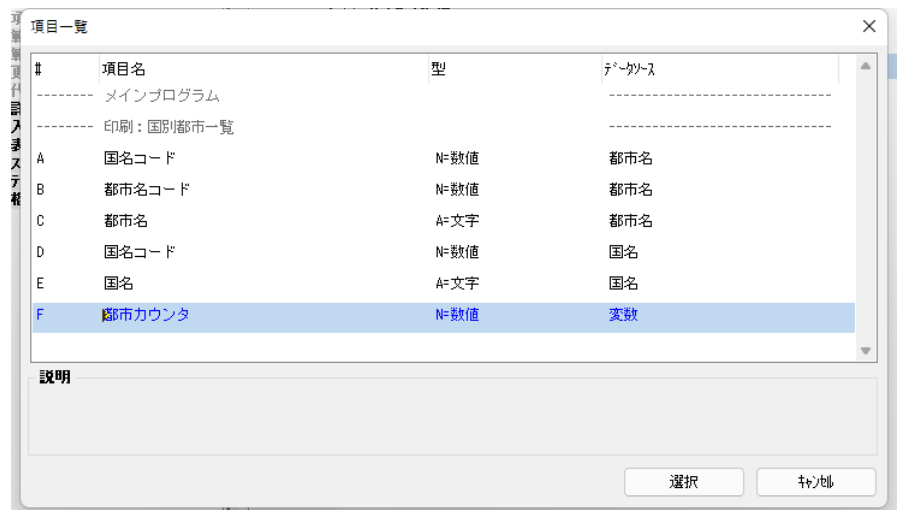 項目一覧
# 項目名 型 ﾃﾞｰﾀｿｰｽ
-------- メインプログラム ------------------------------
-------- 印刷：国別都市一覧 ------------------------------
A 国名コード N=数値 都市名
B 都市名コード N=数値 都市名
C 都市名 A=文字 都市名
D 国名コード N=数値 国名
E 国名 A=文字 国名
F 都市カウンタ N=数値 変数
説明
選択 ｷｬﾝｾﾙ